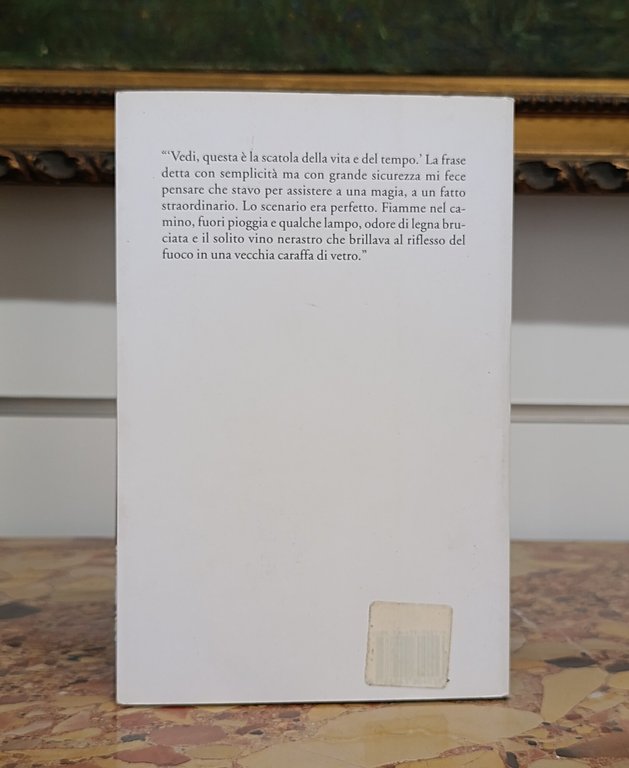 “‘Vedi, questa è la scatola della vita e del tempo.’ La frase
detta con semplicità ma con grande sicurezza mi fece
pensare che stavo per assistere a una magia, a un fatto
straordinario. Lo scenario era perfetto. Fiamme nel ca-
mino, fuori pioggia e qualche lampo, odore di legna bru-
ciata e il solito vino nerastro che brillava al riflesso del
fuoco in una vecchia caraffa di vetro.”